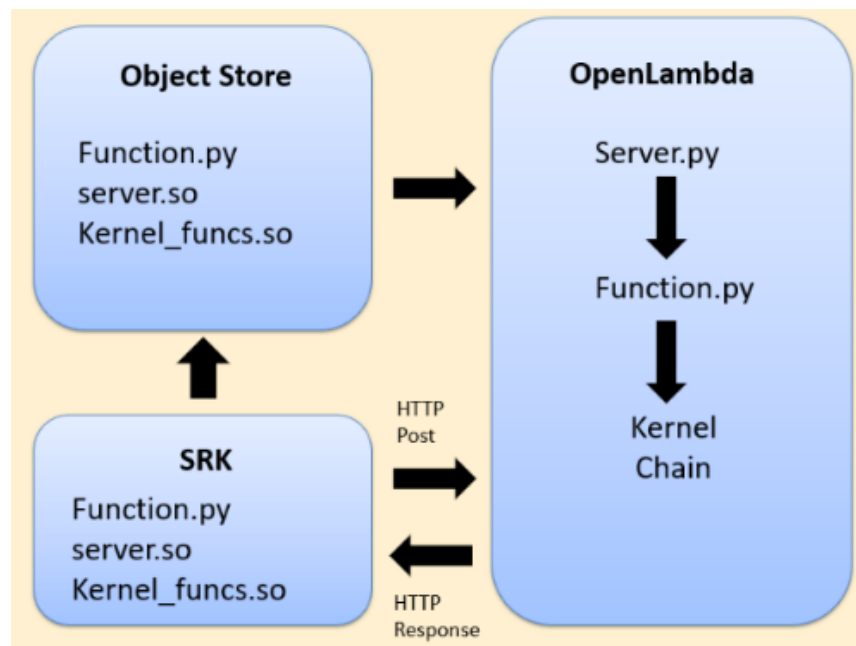 Object Store
Function.py
server.so
Kernel_funcs.so
OpenLambda
Server.py
Function.py
Kernel
Chain
SRK
Function.py
server.so
Kernel_funcs.so
HTTP
Post
HTTP
Response